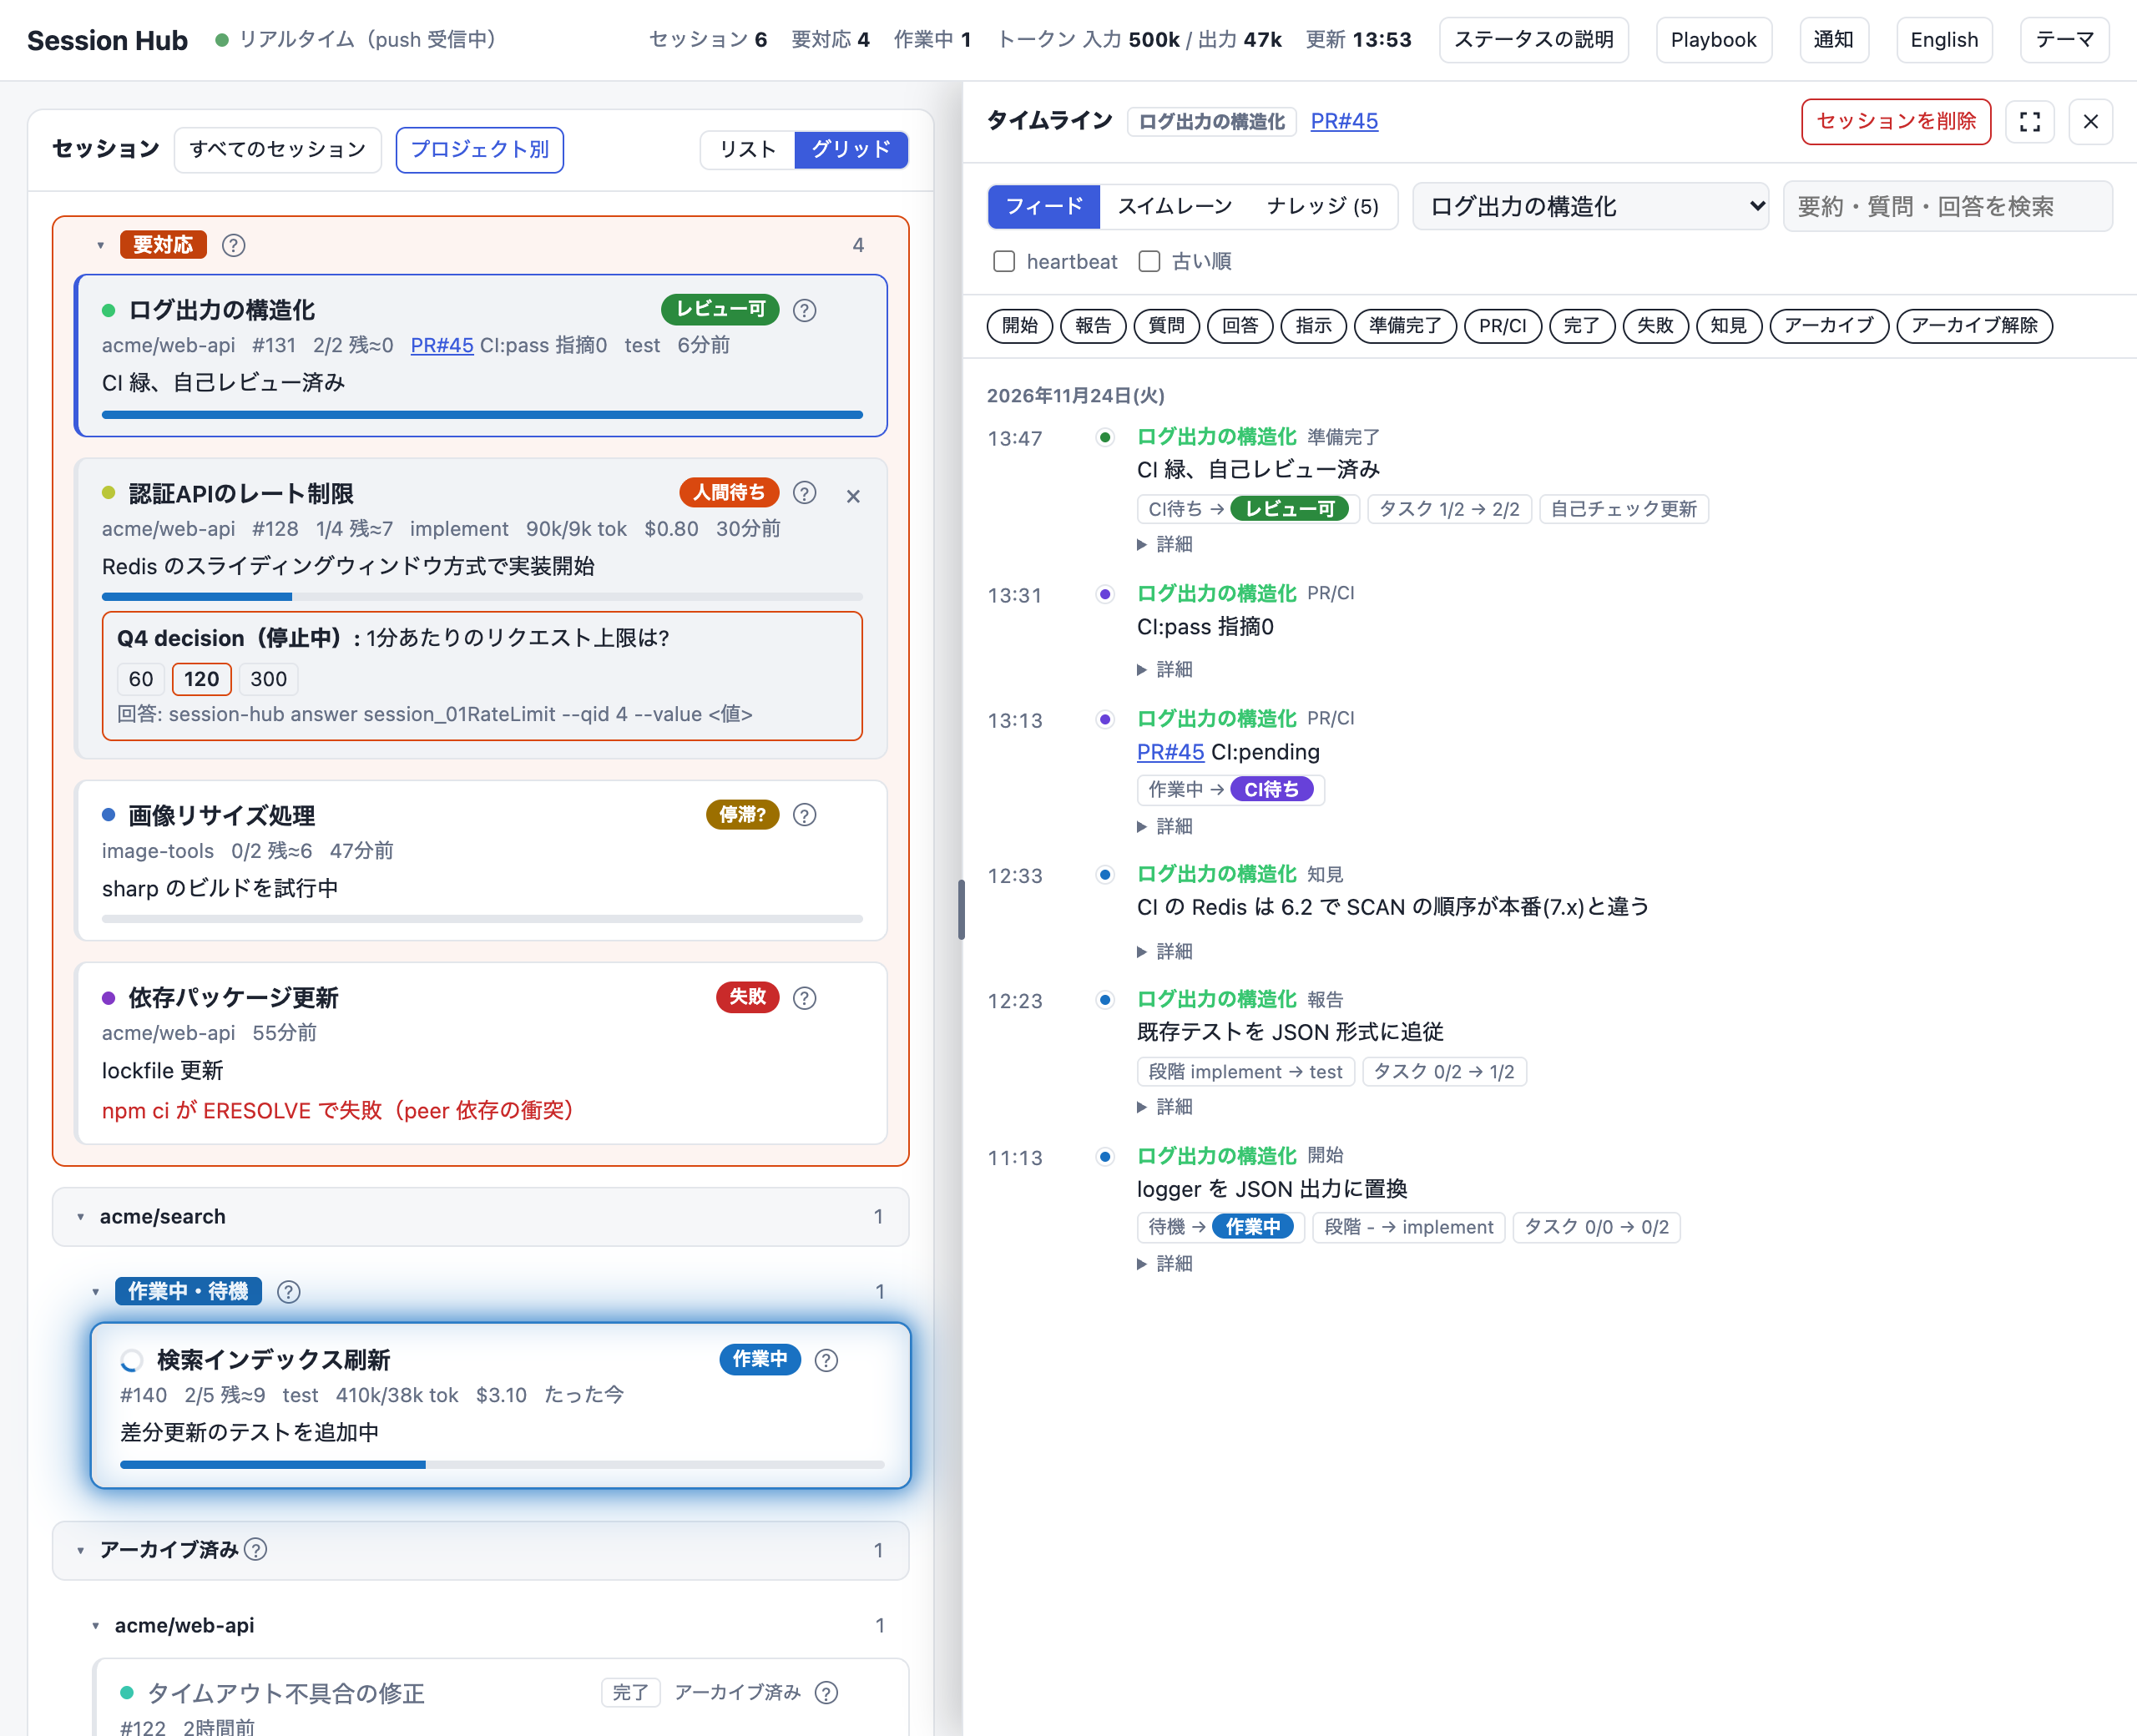 Session Hub リアルタイム（push 受信中） セッション 6 要対応 4 作業中 1 トークン 入力 500k / 出力 47k 更新 13:53 ステータスの説明 Playbook 通知 English テーマ
セッション すべてのセッション プロジェクト別 リスト グリッド
要対応 ? 4
ログ出力の構造化 レビュー可 ?
acme/web-api #131 2/2 残≈0 PR#45 CI:pass 指摘0 test 6分前
CI 緑、自己レビュー済み
認証APIのレート制限 人間待ち ? ×
acme/web-api #128 1/4 残≈7 implement 90k/9k tok $0.80 30分前
Redis のスライディングウィンドウ方式で実装開始
Q4 decision（停止中）: 1分あたりのリクエスト上限は?
60 120 300
回答: session-hub answer session_01RateLimit --qid 4 --value <値>
画像リサイズ処理 停滞? ?
image-tools 0/2 残≈6 47分前
sharp のビルドを試行中
依存パッケージ更新 失敗 ?
acme/web-api 55分前
lockfile 更新
npm ci が ERESOLVE で失敗（peer 依存の衝突）
acme/search 1
作業中・待機 ? 1
検索インデックス刷新 作業中 ?
#140 2/5 残≈9 test 410k/38k tok $3.10 たった今
差分更新のテストを追加中
アーカイブ済み ? 1
acme/web-api 1
タイムアウト不具合の修正 完了 アーカイブ済み ?
#122 2時間前
タイムライン ログ出力の構造化 PR#45 セッションを削除 ×
フィード スイムレーン ナレッジ (5) ログ出力の構造化 要約・質問・回答を検索
heartbeat 古い順
開始 報告 質問 回答 指示 準備完了 PR/CI 完了 失敗 知見 アーカイブ アーカイブ解除
2026年11月24日(火)
13:47 ログ出力の構造化 準備完了
CI 緑、自己レビュー済み
CI待ち → レビュー可 タスク 1/2 → 2/2 自己チェック更新
▶ 詳細
13:31 ログ出力の構造化 PR/CI
CI:pass 指摘0
▶ 詳細
13:13 ログ出力の構造化 PR/CI
PR#45 CI:pending
作業中 → CI待ち
▶ 詳細
12:33 ログ出力の構造化 知見
CI の Redis は 6.2 で SCAN の順序が本番(7.x)と違う
▶ 詳細
12:23 ログ出力の構造化 報告
既存テストを JSON 形式に追従
段階 implement → test タスク 0/2 → 1/2
▶ 詳細
11:13 ログ出力の構造化 開始
logger を JSON 出力に置換
待機 → 作業中 段階 - → implement タスク 0/0 → 0/2
▶ 詳細